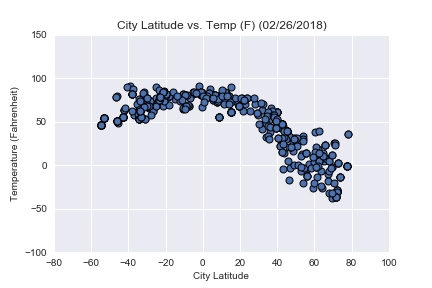 City Latitude vs. Temp (F) (02/26/2018)
150
100
50
0
−50
−100
Temperature (Fahrenheit)
−80 −60 −40 −20 0 20 40 60 80 100
City Latitude